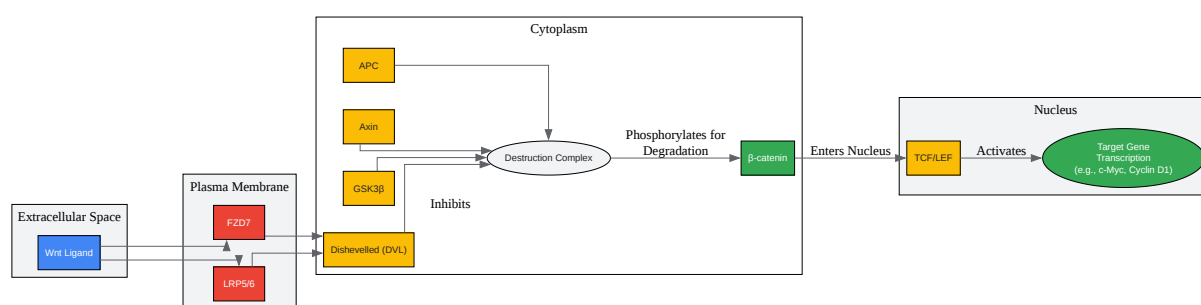 Extracellular Space
Wnt Ligand
Plasma Membrane
FZD7
LRP5/6
Cytoplasm
APC
Axin
GSK3β
Dishevelled (DVL)
Inhibits
Destruction Complex
Phosphorylates for
Degradation
β-catenin
Enters Nucleus
Nucleus
TCF/LEF
Activates
Target Gene
Transcription
(e.g., c-Myc, Cyclin D1)